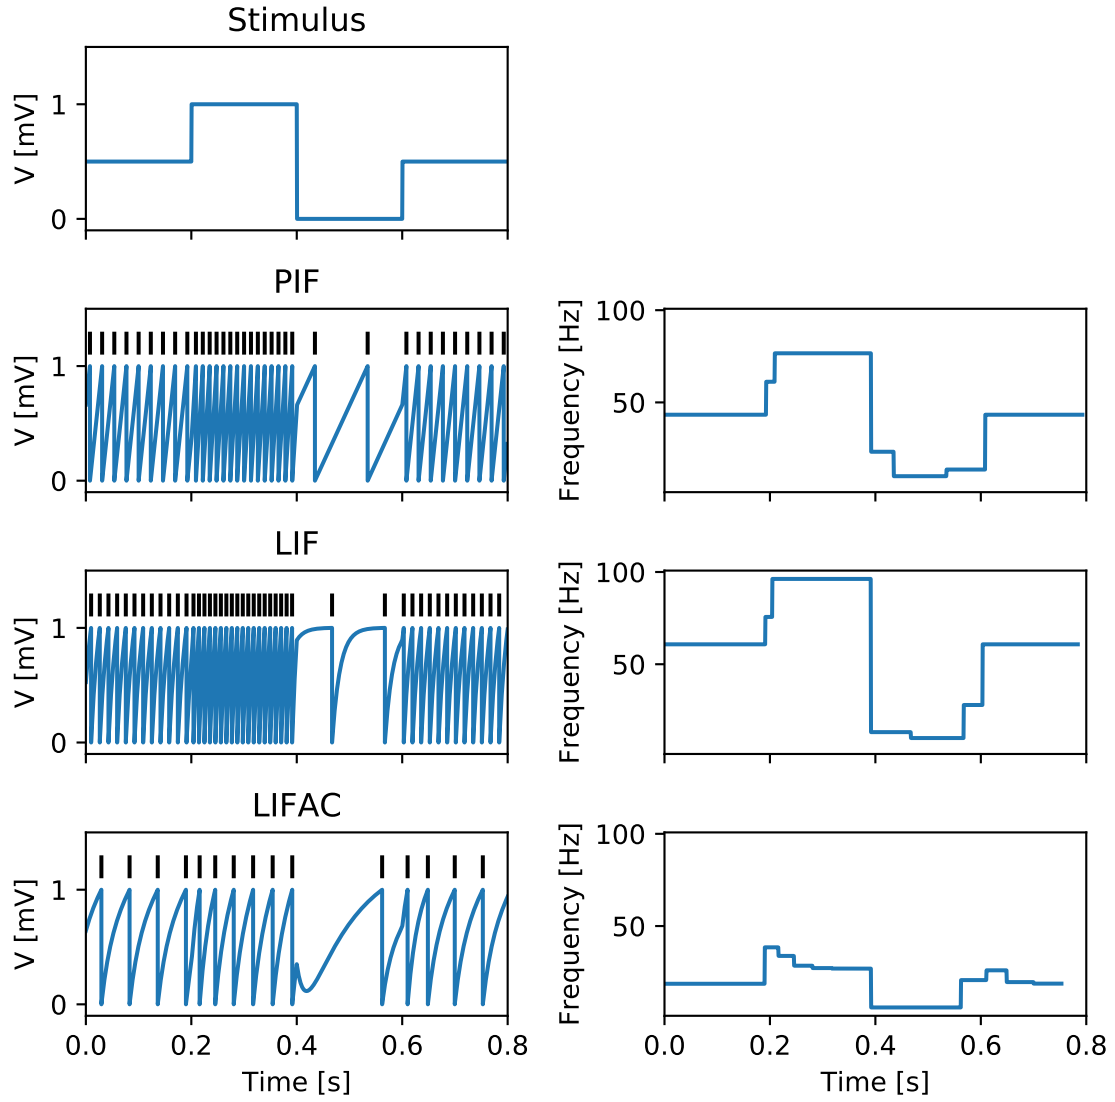 Stimulus
V [mV]
1
0
PIF
V [mV]
1
0
Frequency [Hz]
100
50
LIF
V [mV]
1
0
Frequency [Hz]
100
50
LIFAC
V [mV]
1
0
0.0 0.2 0.4 0.6 0.8
Time [s]
Frequency [Hz]
100
50
0.0 0.2 0.4 0.6 0.8
Time [s]